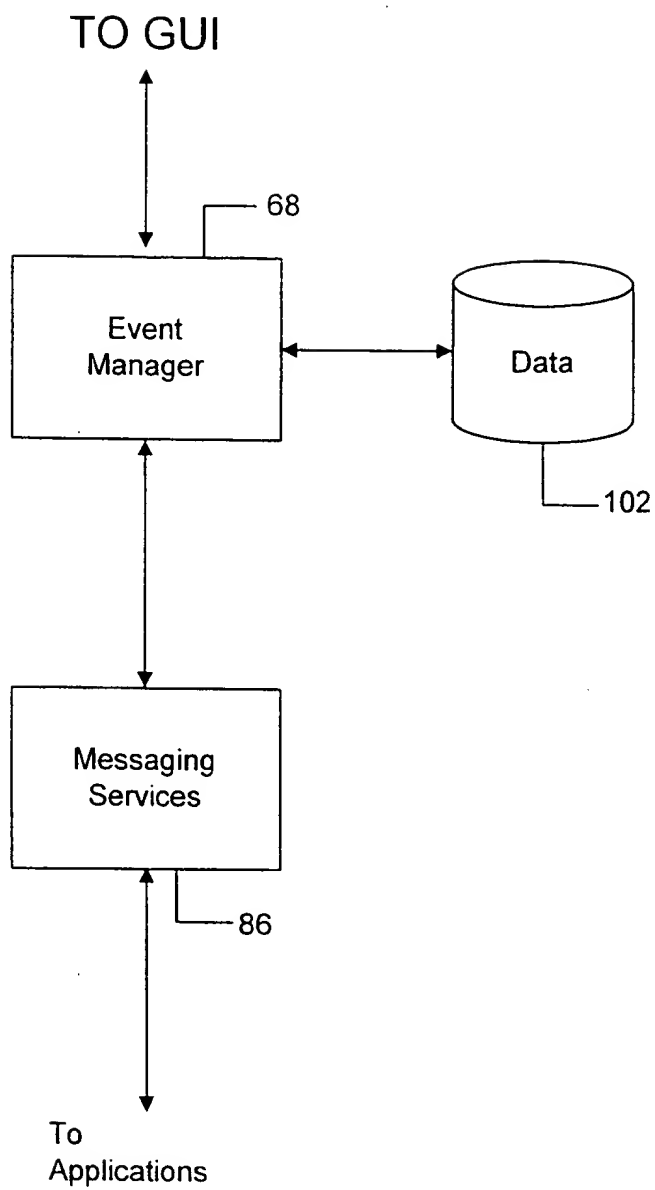 TO GUI
68
Event
Manager
Data
102
Messaging
Services
86
To
Applications